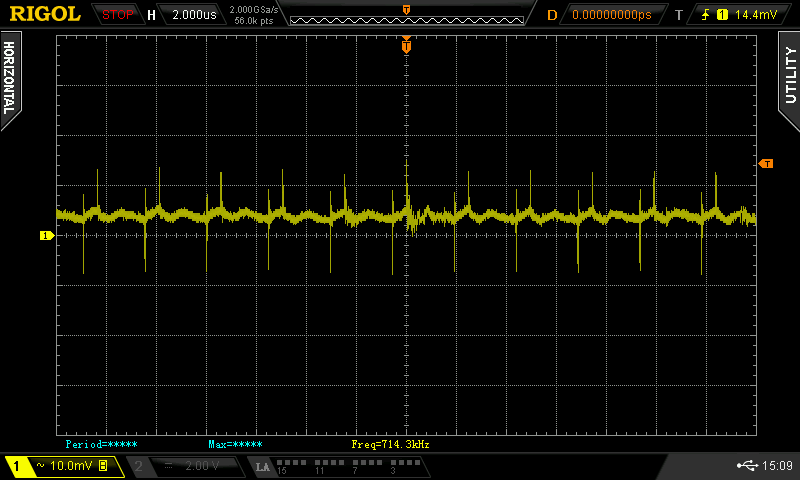 RIGOL STOP H 2.000us 2.000GSa/s 56.0k pts T D 0.00000000ps T 1 14.4mV
HORIZONTAL
UTILITY
T
T
1
Period=***** Max=***** Freq=714.3kHz
1 ~ 10.0mV B 2 2.00 V LA 15 11 7 3 15:09